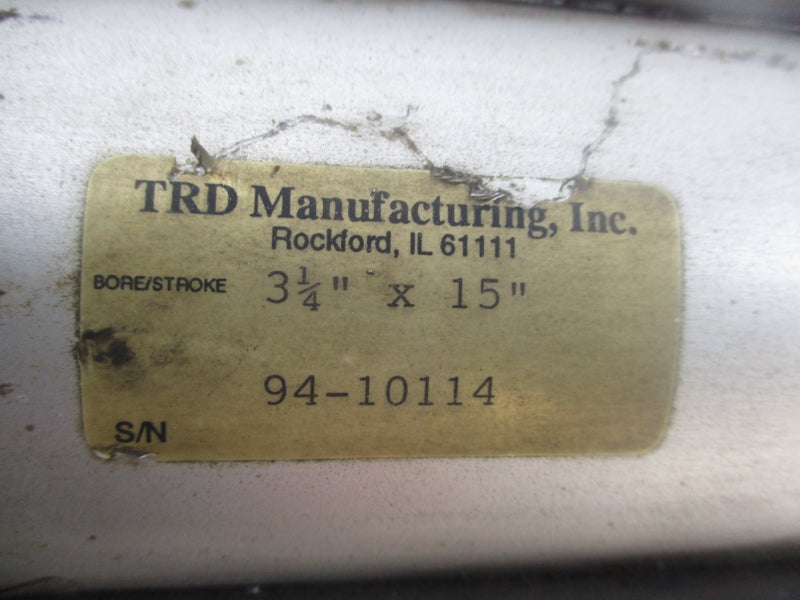 TRD Manufacturing, Inc.
Rockford, IL 61111
BORE/STROKE 3¼" x 15"
94-10114
S/N